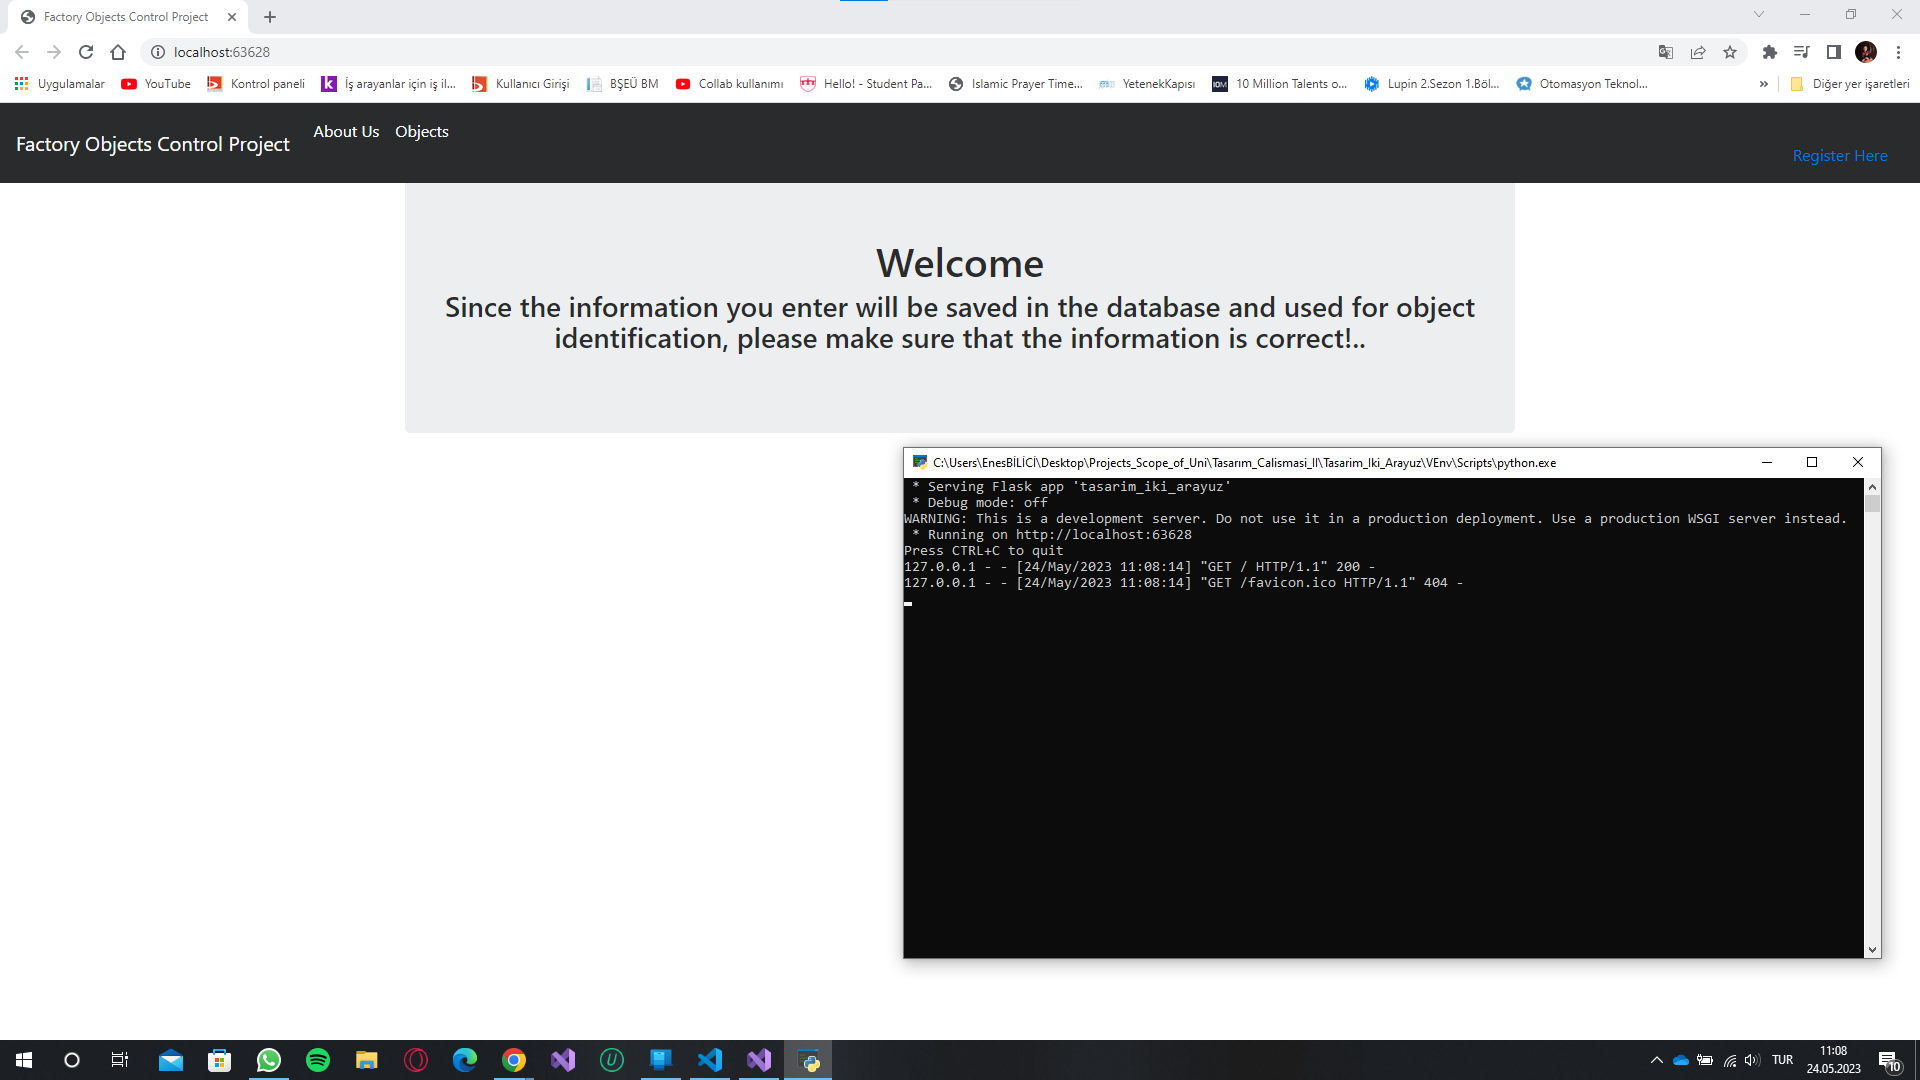 Factory Objects Control Project
localhost:63628
Uygulamalar
YouTube
Kontrol paneli
İş arayanlar için iş il...
Kullanıcı Girişi
BŞEÜ BM
Collab kullanımı
Hello! - Student Pa...
Islamic Prayer Time...
YetenekKapısı
10 Million Talents o...
Lupin 2.Sezon 1.Böl...
Otomasyon Teknol...
»
Diğer yer işaretleri
Factory Objects Control Project
About Us
Objects
Register Here
Welcome
Since the information you enter will be saved in the database and used for object
identification, please make sure that the information is correct!..
C:\Users\EnesBİLİCİ\Desktop\Projects_Scope_of_Uni\Tasarım_Calismasi_II\Tasarim_Iki_Arayuz\VEnv\Scripts\python.exe
* Serving Flask app 'tasarim_iki_arayuz'
* Debug mode: off
WARNING: This is a development server. Do not use it in a production deployment. Use a production WSGI server instead.
* Running on http://localhost:63628
Press CTRL+C to quit
127.0.0.1 - - [24/May/2023 11:08:14] "GET / HTTP/1.1" 200 -
127.0.0.1 - - [24/May/2023 11:08:14] "GET /favicon.ico HTTP/1.1" 404 -
TUR
11:08
24.05.2023
10